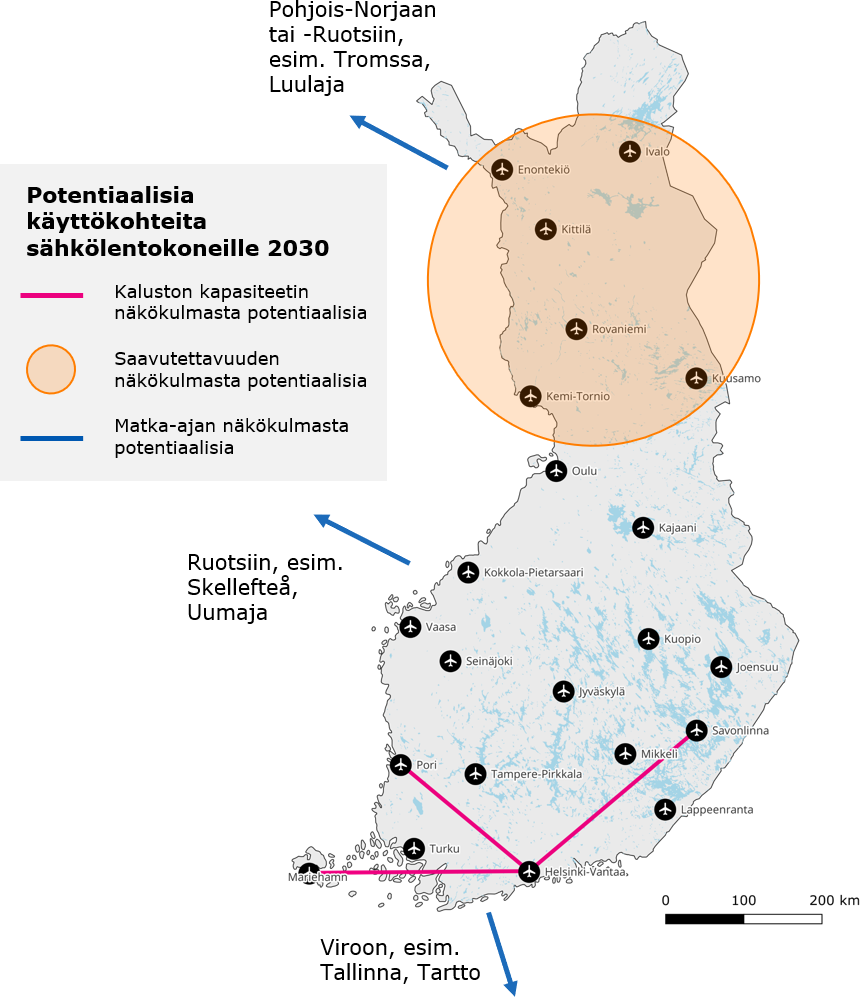 Pohjois-Norjaan
tai -Ruotsiin,
esim. Tromssa,
Luulaja
Potentiaalisia
käyttökohteita
sähkölentokoneille 2030
Kaluston kapasiteetin
näkökulmasta potentiaalisia
Saavutettavuuden
näkökulmasta potentiaalisia
Matka-ajan näkökulmasta
potentiaalisia
Ivalo
Enontekiö
Kittilä
Rovaniemi
Kuusamo
Kemi-Tornio
Oulu
Kajaani
Ruotsiin, esim.
Skellefteå,
Uumaja
Kokkola-Pietarsaari
Vaasa
Kuopio
Seinäjoki
Joensuu
Jyväskylä
Savonlinna
Mikkeli
Pori
Tampere-Pirkkala
Lappeenranta
Turku
Helsinki-Vantaa
Mariehamn
0 100 200 km
Viroon, esim.
Tallinna, Tartto